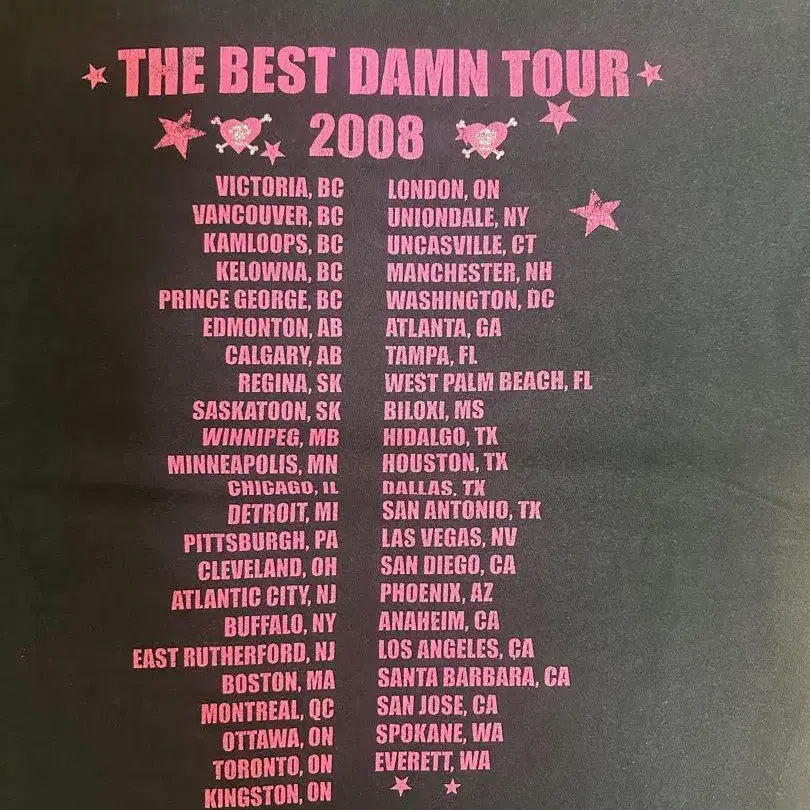 THE BEST DAMN TOUR
2008
VICTORIA, BC
VANCOUVER, BC
KAMLOOPS, BC
KELOWNA, BC
PRINCE GEORGE, BC
EDMONTON, AB
CALGARY, AB
REGINA, SK
SASKATOON, SK
WINNIPEG, MB
MINNEAPOLIS, MN
CHICAGO, IL
DETROIT, MI
PITTSBURGH, PA
CLEVELAND, OH
ATLANTIC CITY, NJ
BUFFALO, NY
EAST RUTHERFORD, NJ
BOSTON, MA
MONTREAL, QC
OTTAWA, ON
TORONTO, ON
KINGSTON, ON
LONDON, ON
UNIONDALE, NY
UNCASVILLE, CT
MANCHESTER, NH
WASHINGTON, DC
ATLANTA, GA
TAMPA, FL
WEST PALM BEACH, FL
BILOXI, MS
HIDALGO, TX
HOUSTON, TX
DALLAS, TX
SAN ANTONIO, TX
LAS VEGAS, NV
SAN DIEGO, CA
PHOENIX, AZ
ANAHEIM, CA
LOS ANGELES, CA
SANTA BARBARA, CA
SAN JOSE, CA
SPOKANE, WA
EVERETT, WA